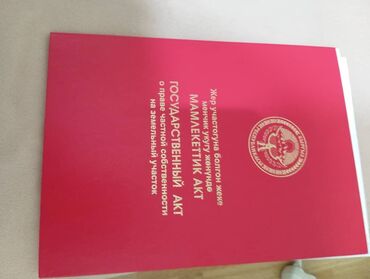 Жер участогуна болгон жеке
менчик укугу жөнүндө
МАМЛЕКЕТТИК АКТ
ГОСУДАРСТВЕННЫЙ АКТ
о праве частной собственности
на земельный участок